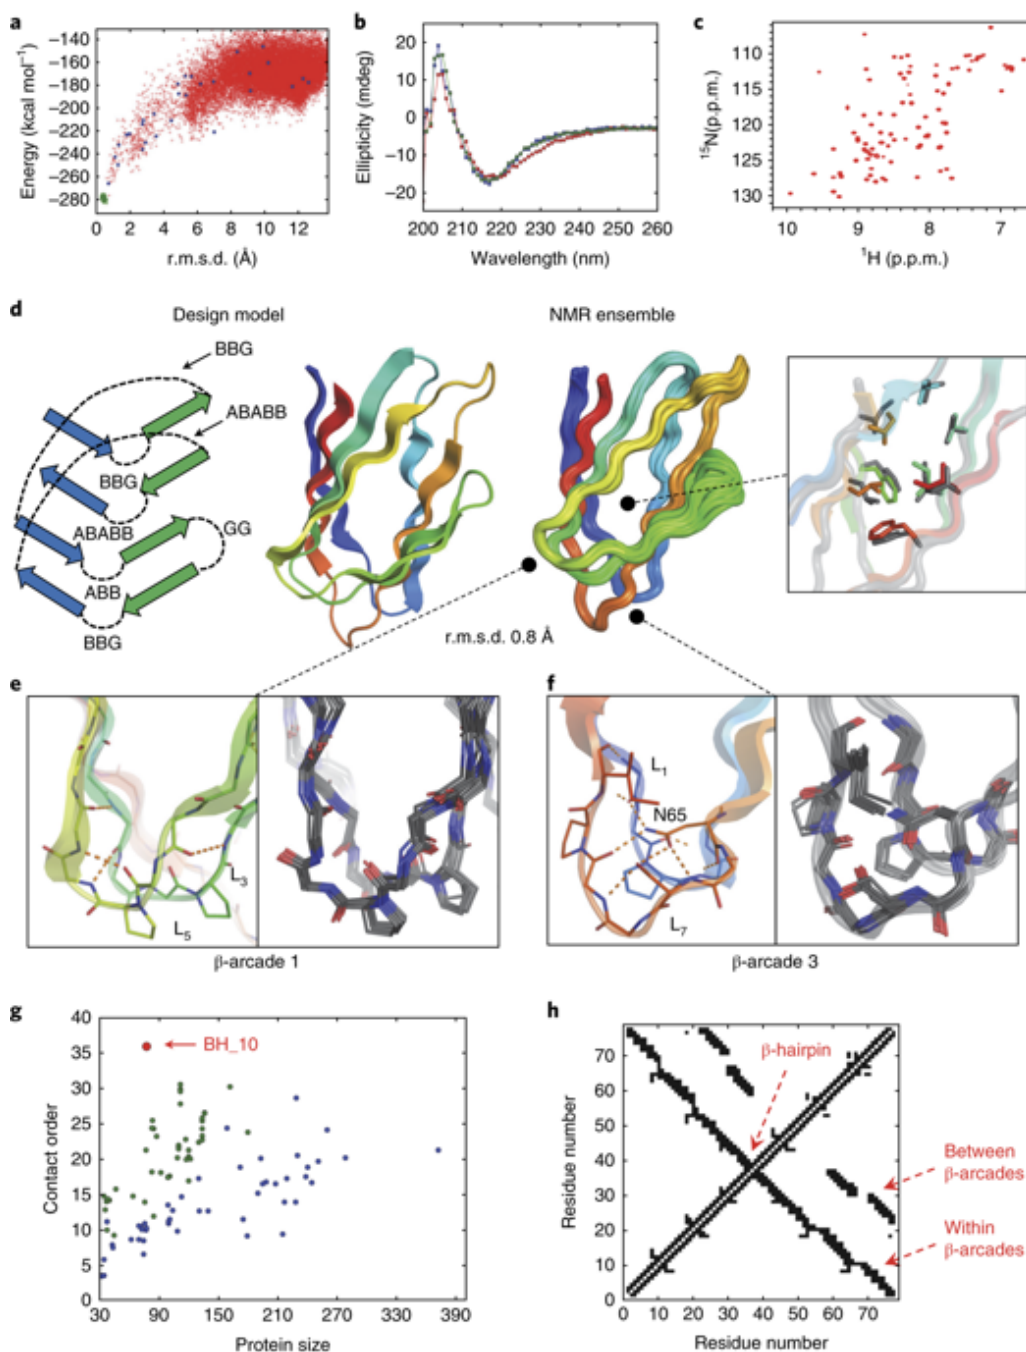 a
Energy (kcal mol⁻¹)
−140
−160
−180
−200
−220
−240
−260
−280
0 2 4 6 8 10 12
r.m.s.d. (Å)
b
Ellipticity (mdeg)
20
10
0
−10
−20
200 210 220 230 240 250 260
Wavelength (nm)
c
¹⁵N(p.p.m.)
110
115
120
125
130
10 9 8 7
¹H (p.p.m.)
d
Design model
NMR ensemble
BBG
ABABB
BBG
ABABB
GG
ABB
BBG
r.m.s.d. 0.8 Å
e
L₃
L₅
β-arcade 1
f
L₁
N65
L₇
β-arcade 3
g
Contact order
40
35
30
25
20
15
10
5
0
BH_10
30 90 150 210 270 330 390
Protein size
h
Residue number
70
60
50
40
30
20
10
0
β-hairpin
Between
β-arcades
Within
β-arcades
0 10 20 30 40 50 60 70
Residue number